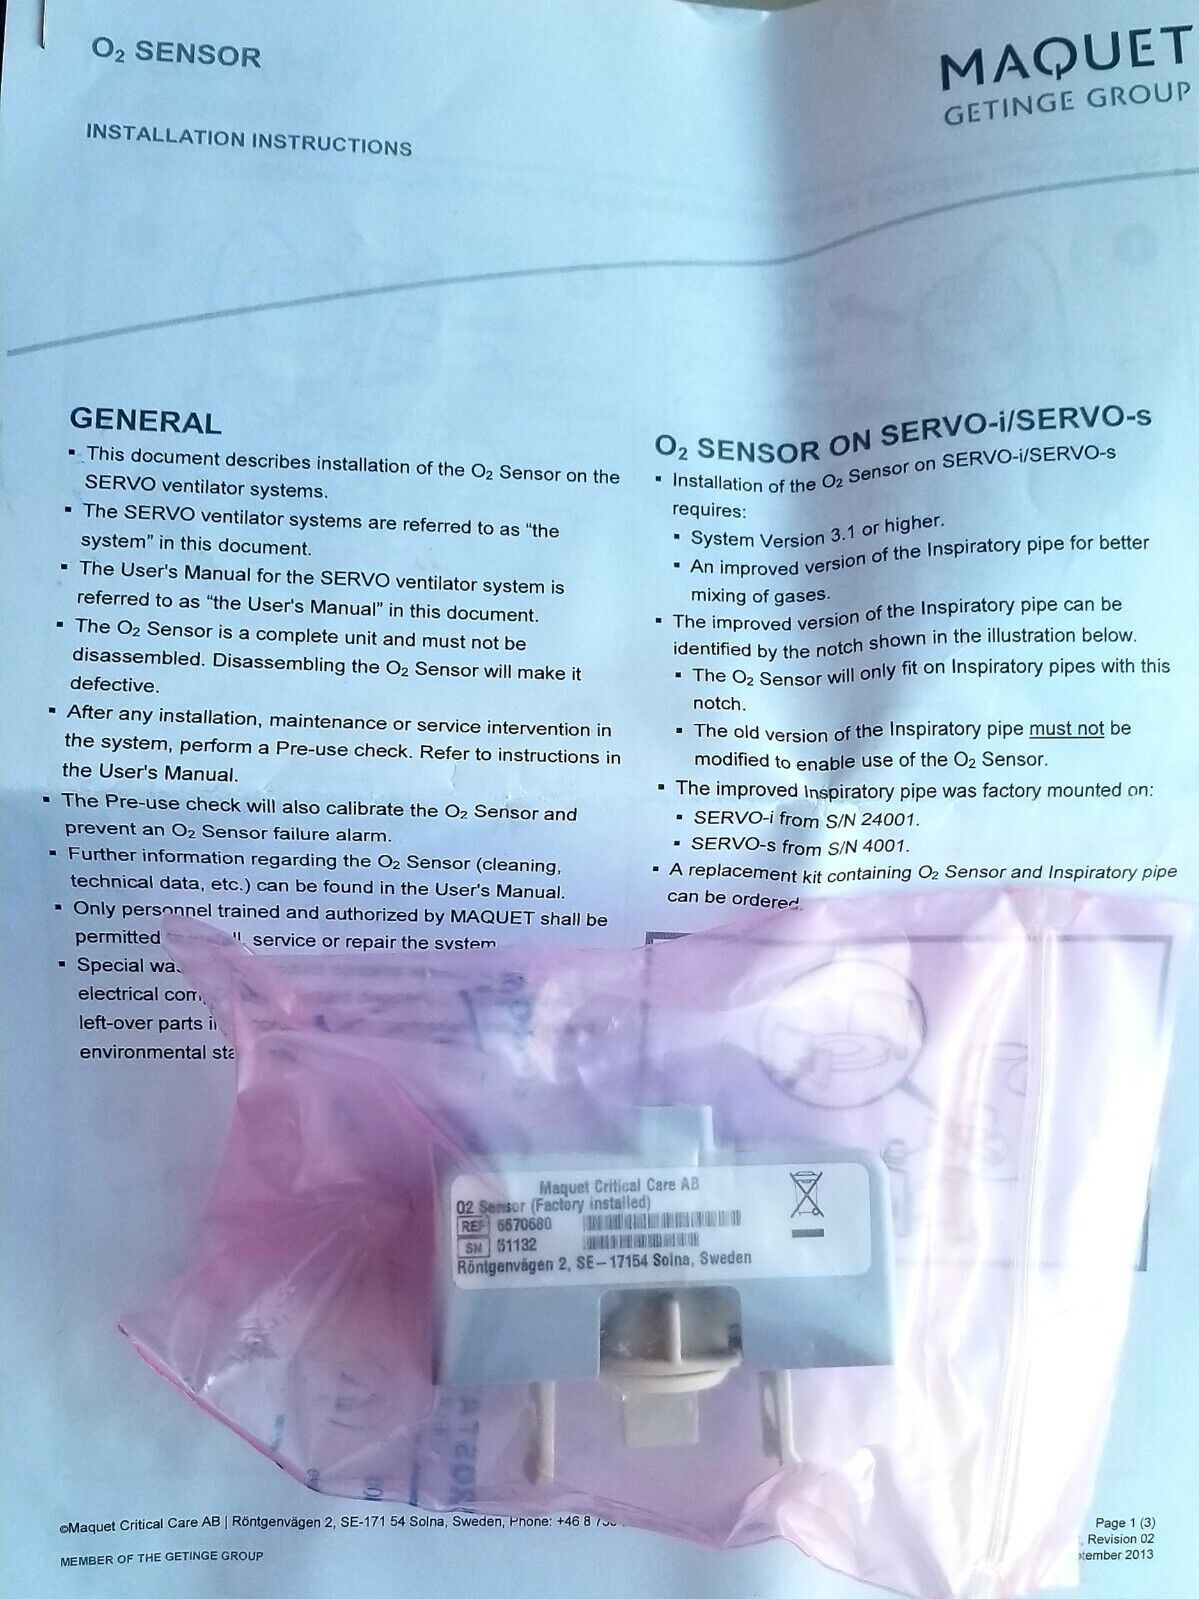 O₂ SENSOR
INSTALLATION INSTRUCTIONS
MAQUET
GETINGE GROUP
GENERAL
▪ This document describes installation of the O₂ Sensor on the
SERVO ventilator systems.
▪ The SERVO ventilator systems are referred to as “the
system” in this document.
▪ The User's Manual for the SERVO ventilator system is
referred to as “the User's Manual” in this document.
▪ The O₂ Sensor is a complete unit and must not be
disassembled. Disassembling the O₂ Sensor will make it
defective.
▪ After any installation, maintenance or service intervention in
the system, perform a Pre-use check. Refer to instructions in
the User's Manual.
▪ The Pre-use check will also calibrate the O₂ Sensor and
prevent an O₂ Sensor failure alarm.
▪ Further information regarding the O₂ Sensor (cleaning,
technical data, etc.) can be found in the User's Manual.
▪ Only personnel trained and authorized by MAQUET shall be
permitted service or repair the system
▪ Special
electrical
left-over parts
environmental
O₂ SENSOR ON SERVO-i/SERVO-s
▪ Installation of the O₂ Sensor on SERVO-i/SERVO-s
requires:
▪ System Version 3.1 or higher.
▪ An improved version of the Inspiratory pipe for better
mixing of gases.
▪ The improved version of the Inspiratory pipe can be
identified by the notch shown in the illustration below.
▪ The O₂ Sensor will only fit on Inspiratory pipes with this
notch.
▪ The old version of the Inspiratory pipe must not be
modified to enable use of the O₂ Sensor.
▪ The improved Inspiratory pipe was factory mounted on:
▪ SERVO-i from S/N 24001.
▪ SERVO-s from S/N 4001.
▪ A replacement kit containing O₂ Sensor and Inspiratory pipe
can be ordered.
Maquet Critical Care AB
O2 Sensor (Factory installed)
REF 6670680
SN 51132
Röntgenvägen 2, SE-17154 Solna, Sweden
©Maquet Critical Care AB | Röntgenvägen 2, SE-171 54 Solna, Sweden, Phone: +46 8
MEMBER OF THE GETINGE GROUP
Page 1 (3)
, Revision 02
tember 2013